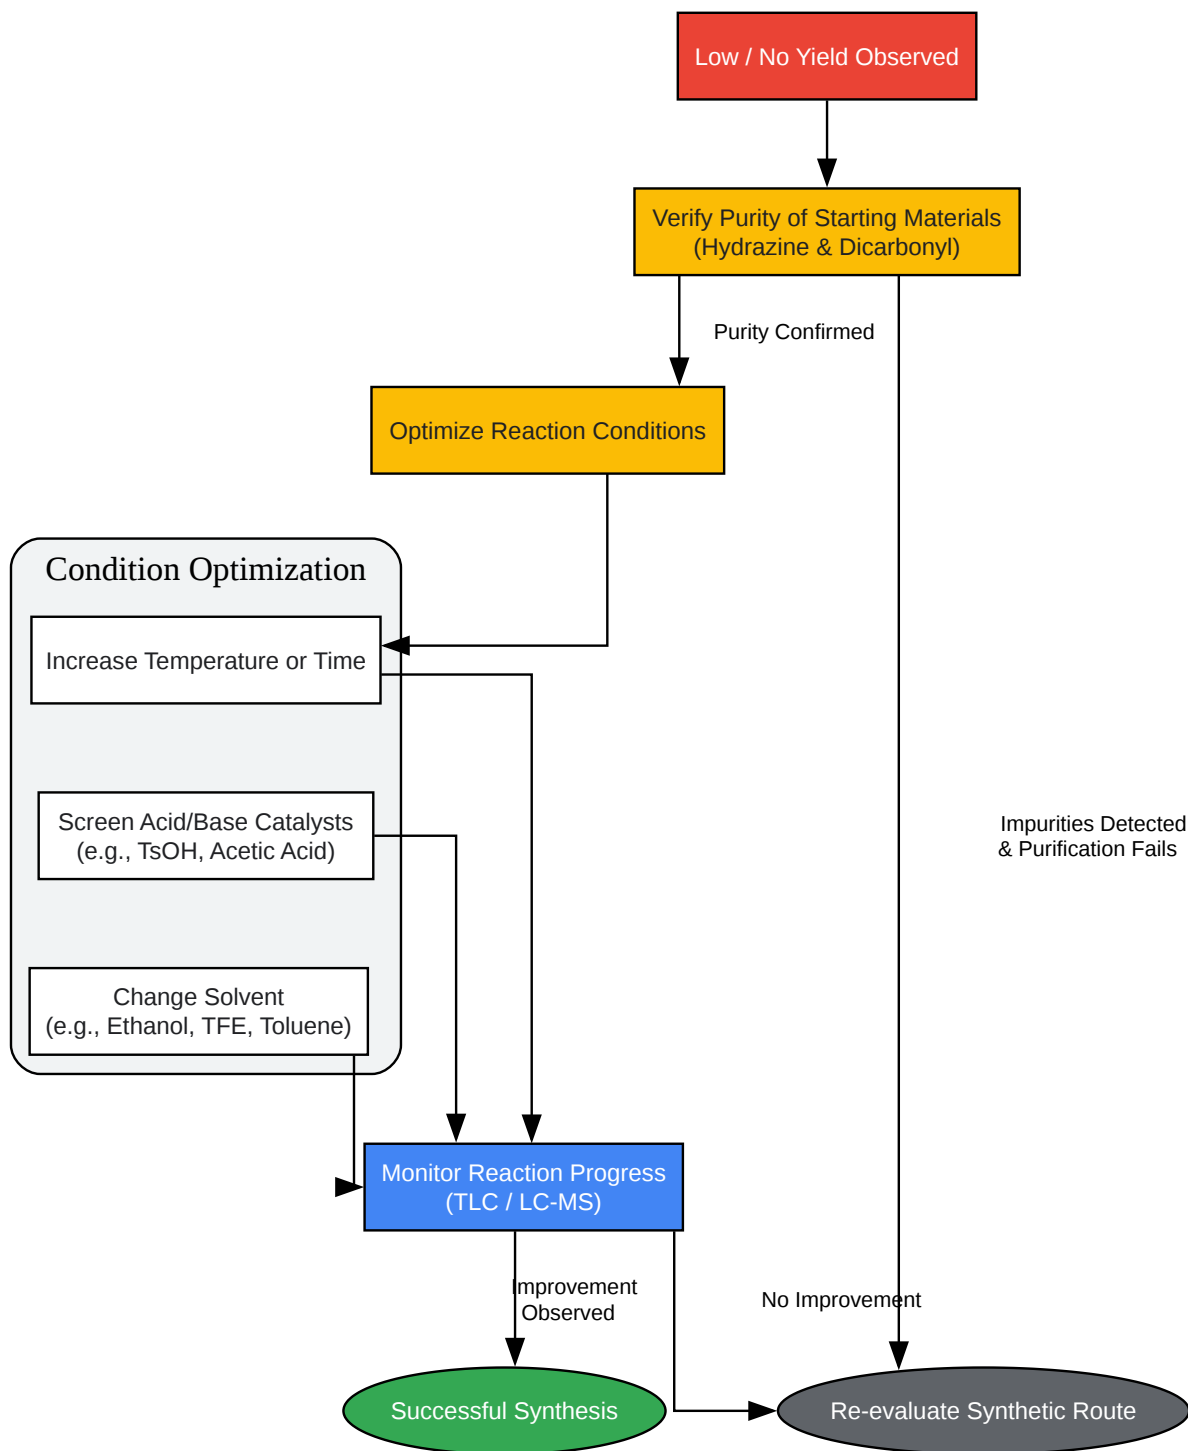 Low / No Yield Observed
Verify Purity of Starting Materials
(Hydrazine & Dicarbonyl)
Purity Confirmed
Optimize Reaction Conditions
Condition Optimization
Increase Temperature or Time
Screen Acid/Base Catalysts
(e.g., TsOH, Acetic Acid)
Impurities Detected
& Purification Fails
Change Solvent
(e.g., Ethanol, TFE, Toluene)
Monitor Reaction Progress
(TLC / LC-MS)
Improvement
Observed
No Improvement
Successful Synthesis
Re-evaluate Synthetic Route